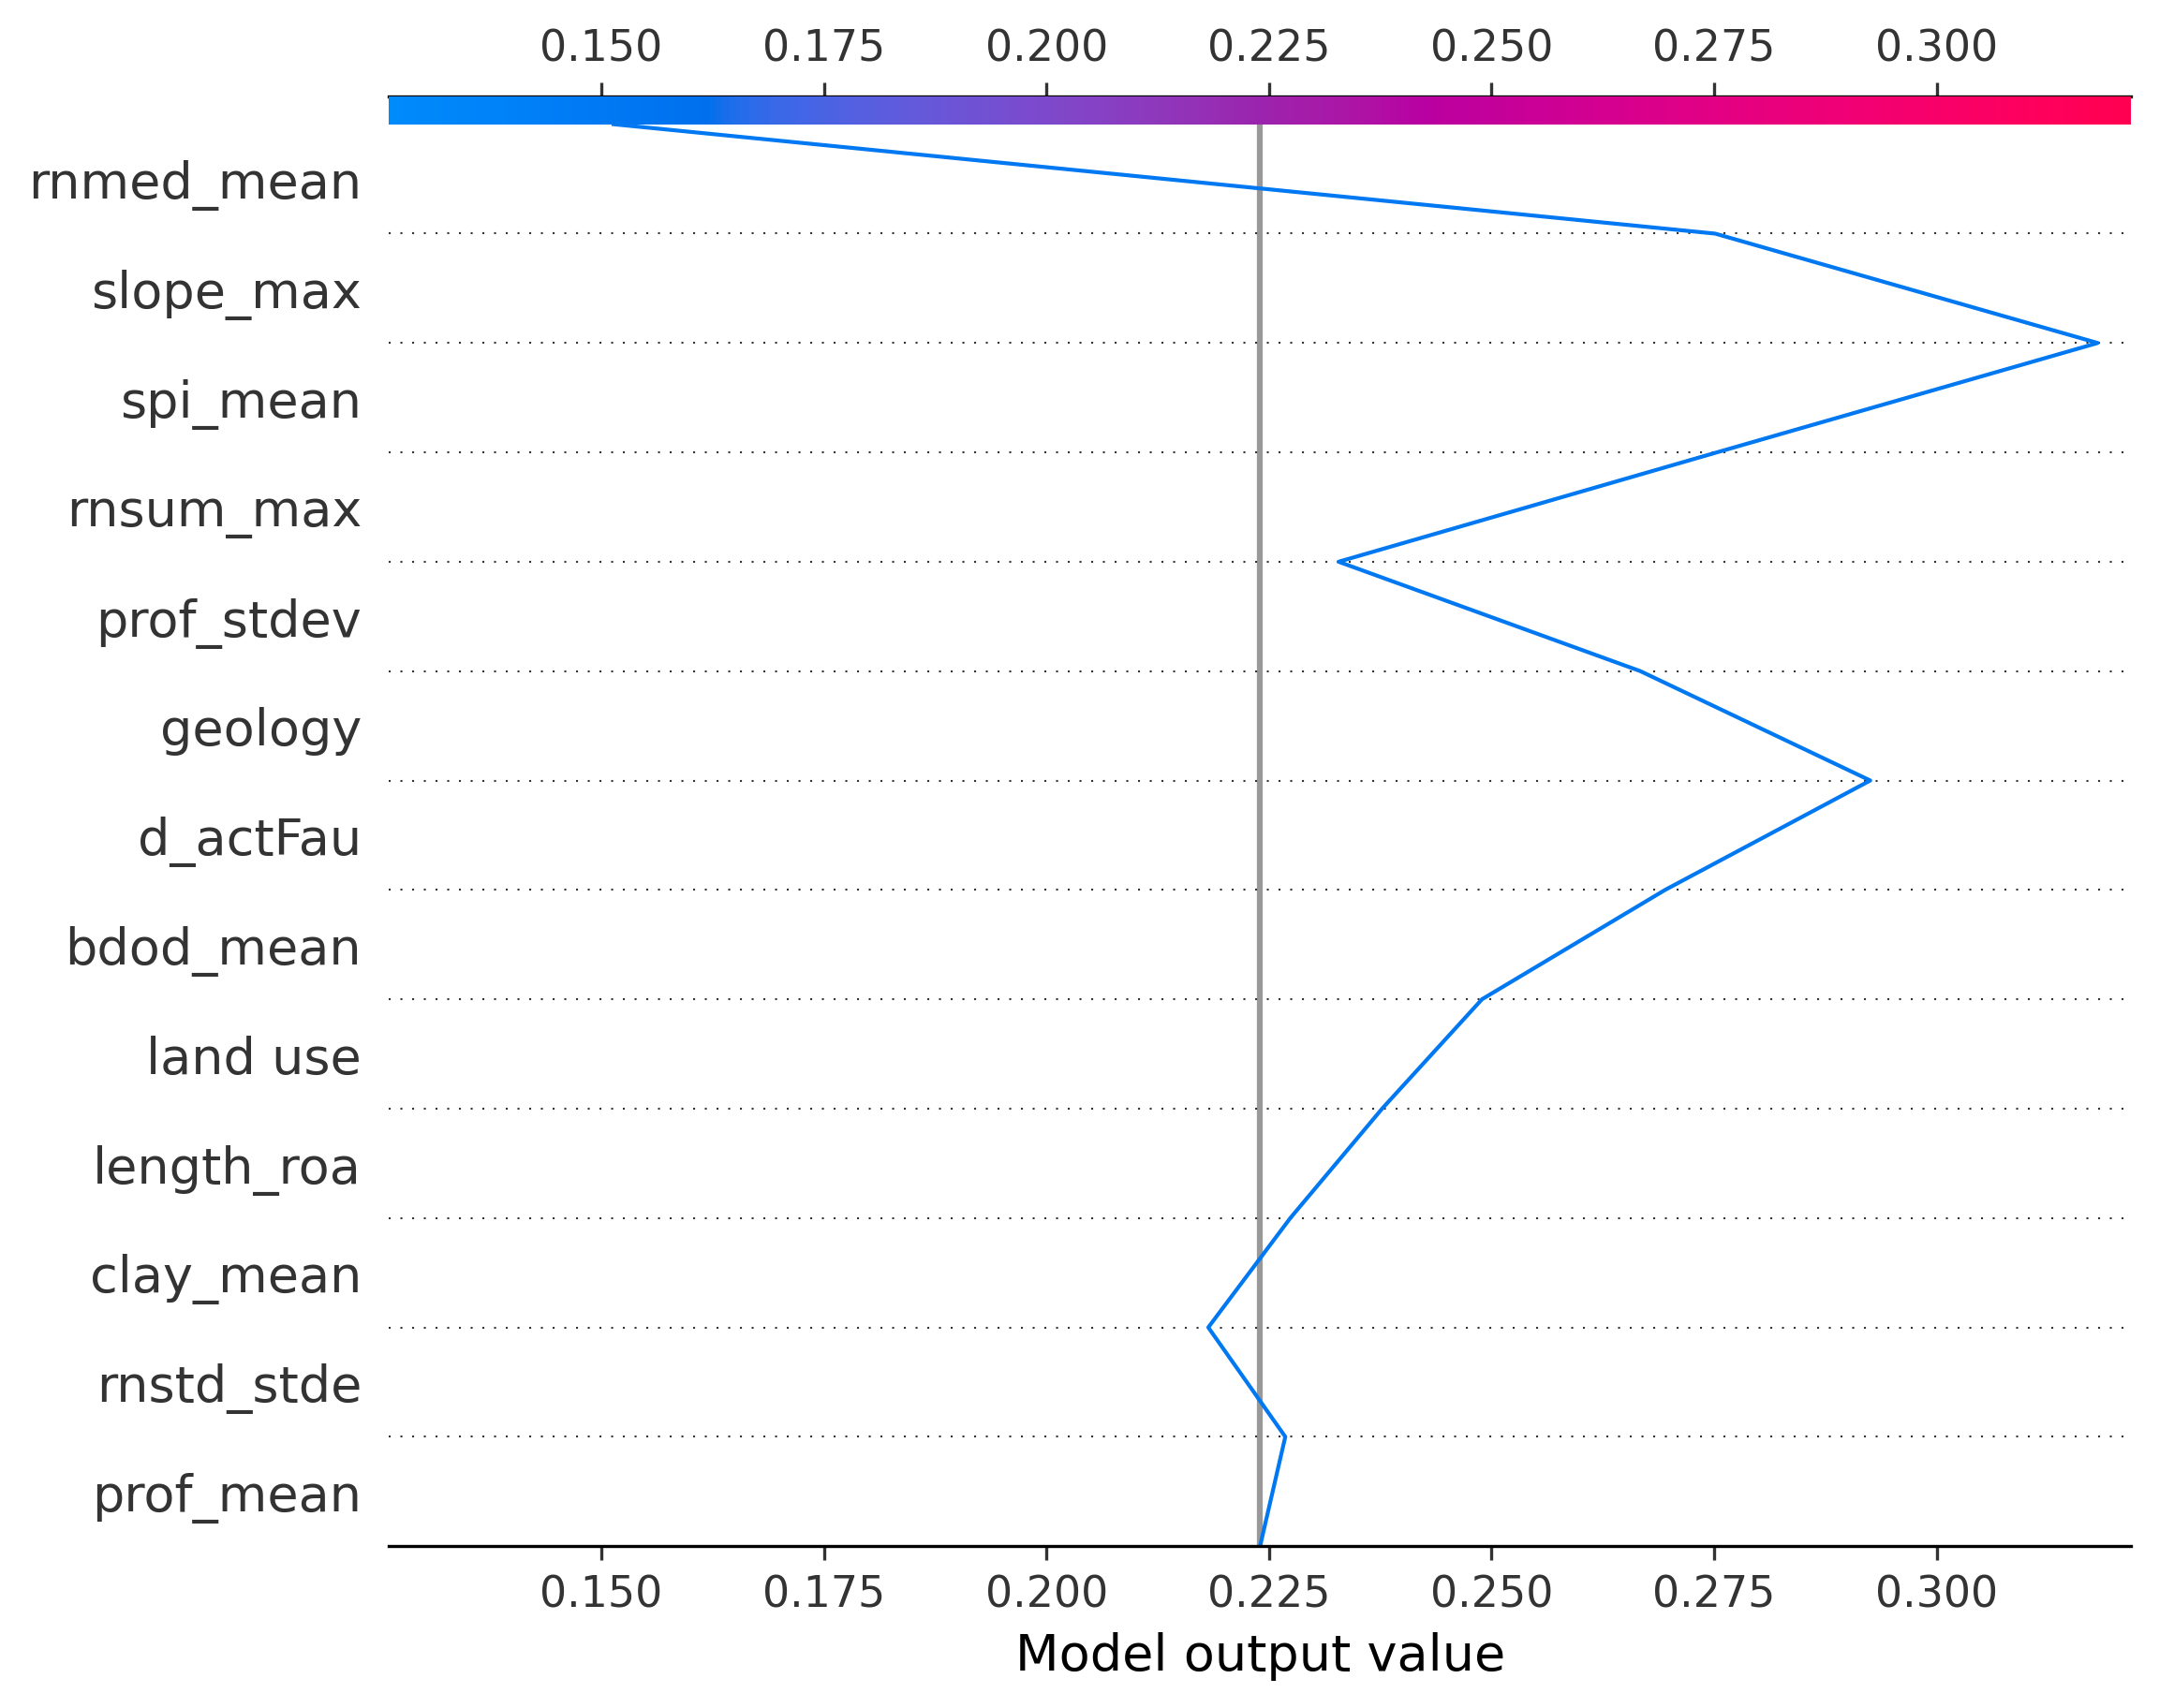 0.150 0.175 0.200 0.225 0.250 0.275 0.300
rnmed_mean
slope_max
spi_mean
rnsum_max
prof_stdev
geology
d_actFau
bdod_mean
land use
length_roa
clay_mean
rnstd_stde
prof_mean
0.150 0.175 0.200 0.225 0.250 0.275 0.300
Model output value